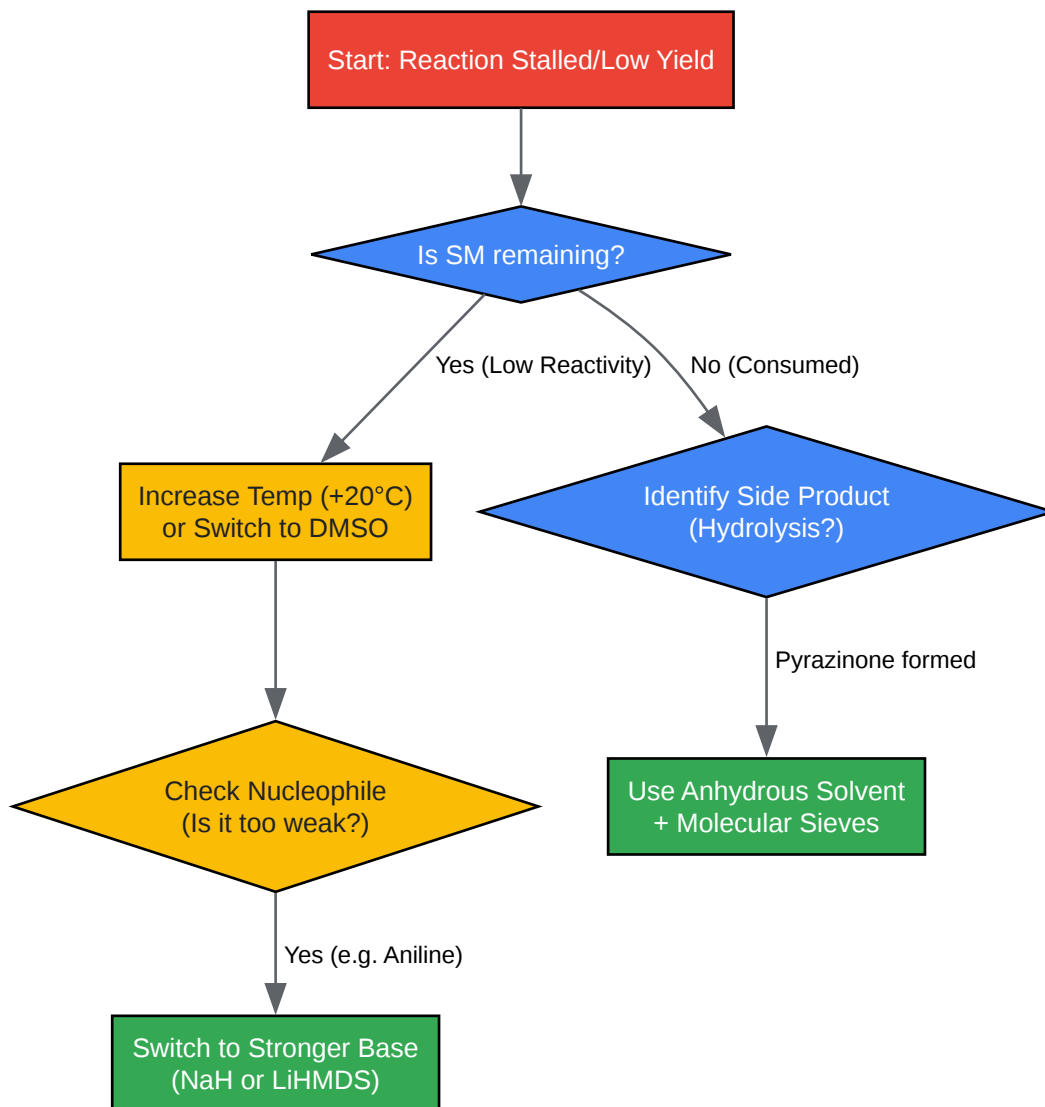 Start: Reaction Stalled/Low Yield
Is SM remaining?
Yes (Low Reactivity)
No (Consumed)
Increase Temp (+20°C)
or Switch to DMSO
Identify Side Product
(Hydrolysis?)
Pyrazinone formed
Check Nucleophile
(Is it too weak?)
Use Anhydrous Solvent
+ Molecular Sieves
Yes (e.g. Aniline)
Switch to Stronger Base
(NaH or LiHMDS)